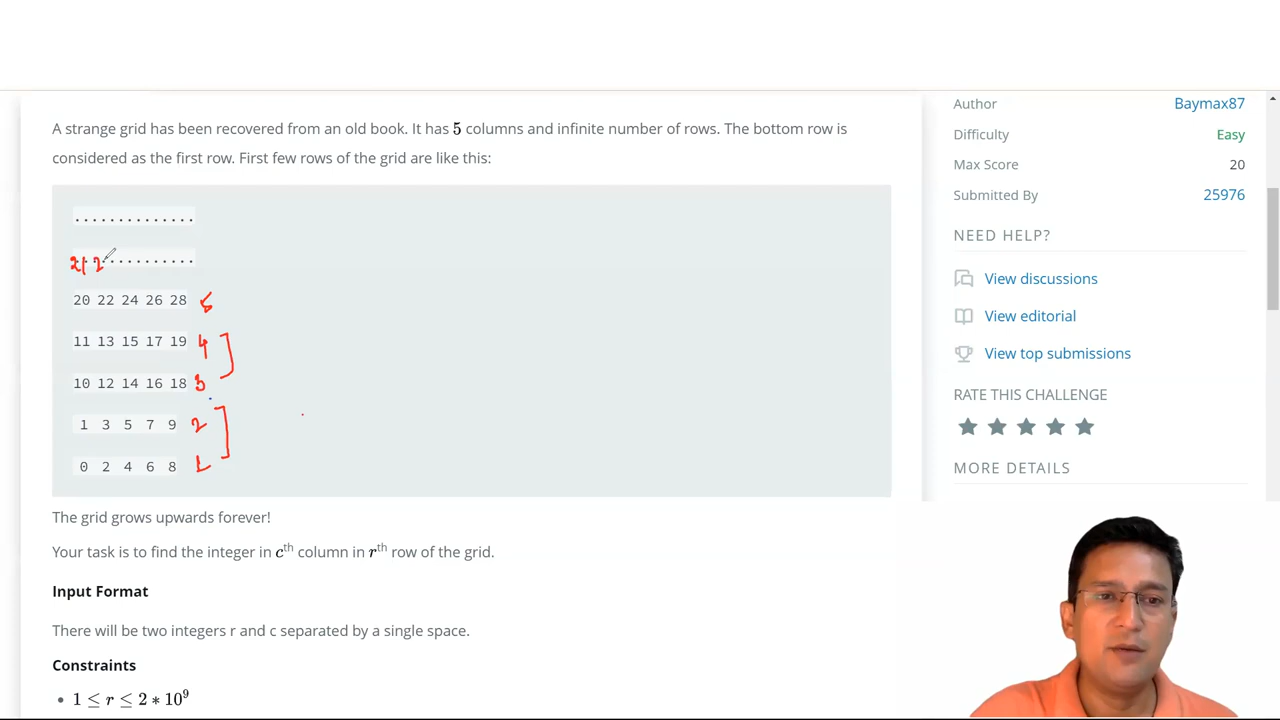 A strange grid has been recovered from an old book. It has 5 columns and infinite number of rows. The bottom row is
considered as the first row. First few rows of the grid are like this:
..............
..............
21 2
20 22 24 26 28 5
11 13 15 17 19 4
10 12 14 16 18 3
1 3 5 7 9 2
0 2 4 6 8 1
The grid grows upwards forever!
Your task is to find the integer in cᵗʰ column in rᵗʰ row of the grid.
Input Format
There will be two integers r and c separated by a single space.
Constraints
• 1 ≤ r ≤ 2 * 10⁹
Author Baymax87
Difficulty Easy
Max Score 20
Submitted By 25976
NEED HELP?
View discussions
View editorial
View top submissions
RATE THIS CHALLENGE
MORE DETAILS